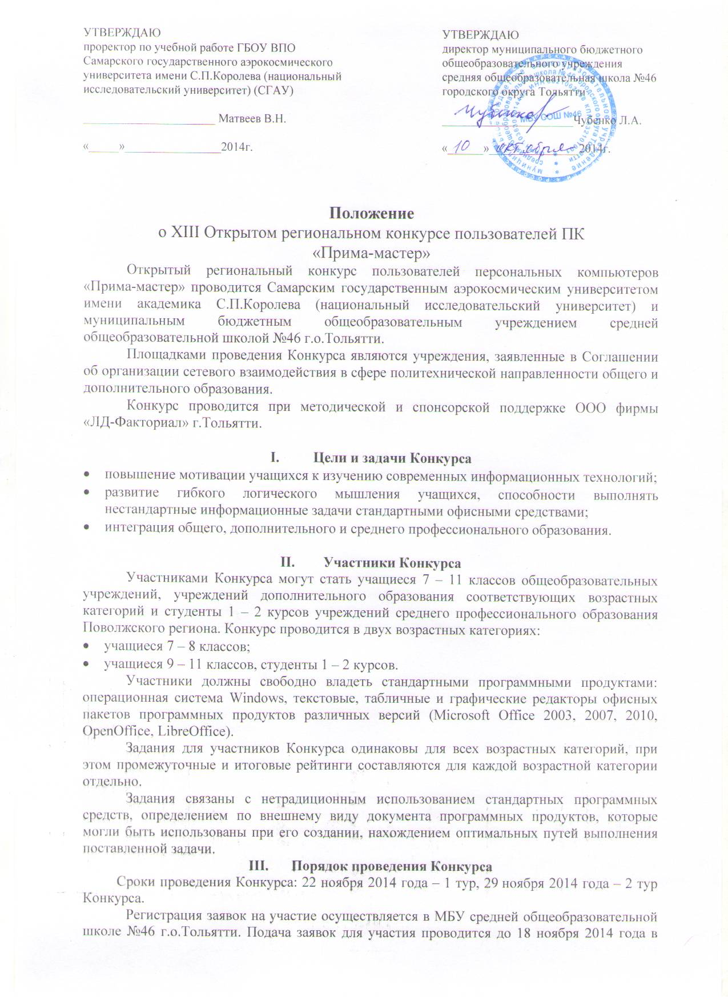 УТВЕРЖДАЮ
проректор по учебной работе ГБОУ ВПО
Самарского государственного аэрокосмического
университета имени С.П.Королева (национальный
исследовательский университет) (СГАУ)
______________________ Матвеев В.Н.
«_____»________________2014г.
УТВЕРЖДАЮ
директор муниципального бюджетного
общеобразовательного учреждения
средняя общеобразовательная школа №46
городского округа Тольятти
Чубенко
МБУ СОШ №46
______________________Чубенко Л.А.
«10» октября 2014г.
Положение
о XIII Открытом региональном конкурсе пользователей ПК
«Прима-мастер»
Открытый региональный конкурс пользователей персональных компьютеров
«Прима-мастер» проводится Самарским государственным аэрокосмическим университетом
имени академика С.П.Королева (национальный исследовательский университет) и
муниципальным бюджетным общеобразовательным учреждением средней
общеобразовательной школой №46 г.о.Тольятти.
Площадками проведения Конкурса являются учреждения, заявленные в Соглашении
об организации сетевого взаимодействия в сфере политехнической направленности общего и
дополнительного образования.
Конкурс проводится при методической и спонсорской поддержке ООО фирмы
«ЛД-Факториал» г.Тольятти.
I. Цели и задачи Конкурса
• повышение мотивации учащихся к изучению современных информационных технологий;
• развитие гибкого логического мышления учащихся, способности выполнять
нестандартные информационные задачи стандартными офисными средствами;
• интеграция общего, дополнительного и среднего профессионального образования.
II. Участники Конкурса
Участниками Конкурса могут стать учащиеся 7 – 11 классов общеобразовательных
учреждений, учреждений дополнительного образования соответствующих возрастных
категорий и студенты 1 – 2 курсов учреждений среднего профессионального образования
Поволжского региона. Конкурс проводится в двух возрастных категориях:
• учащиеся 7 – 8 классов;
• учащиеся 9 – 11 классов, студенты 1 – 2 курсов.
Участники должны свободно владеть стандартными программными продуктами:
операционная система Windows, текстовые, табличные и графические редакторы офисных
пакетов программных продуктов различных версий (Microsoft Office 2003, 2007, 2010,
OpenOffice, LibreOffice).
Задания для участников Конкурса одинаковы для всех возрастных категорий, при
этом промежуточные и итоговые рейтинги составляются для каждой возрастной категории
отдельно.
Задания связаны с нетрадиционным использованием стандартных программных
средств, определением по внешнему виду документа программных продуктов, которые
могли быть использованы при его создании, нахождением оптимальных путей выполнения
поставленной задачи.
III. Порядок проведения Конкурса
Сроки проведения Конкурса: 22 ноября 2014 года – 1 тур, 29 ноября 2014 года – 2 тур
Конкурса.
Регистрация заявок на участие осуществляется в МБУ средней общеобразовательной
школе №46 г.о.Тольятти. Подача заявок для участия проводится до 18 ноября 2014 года в